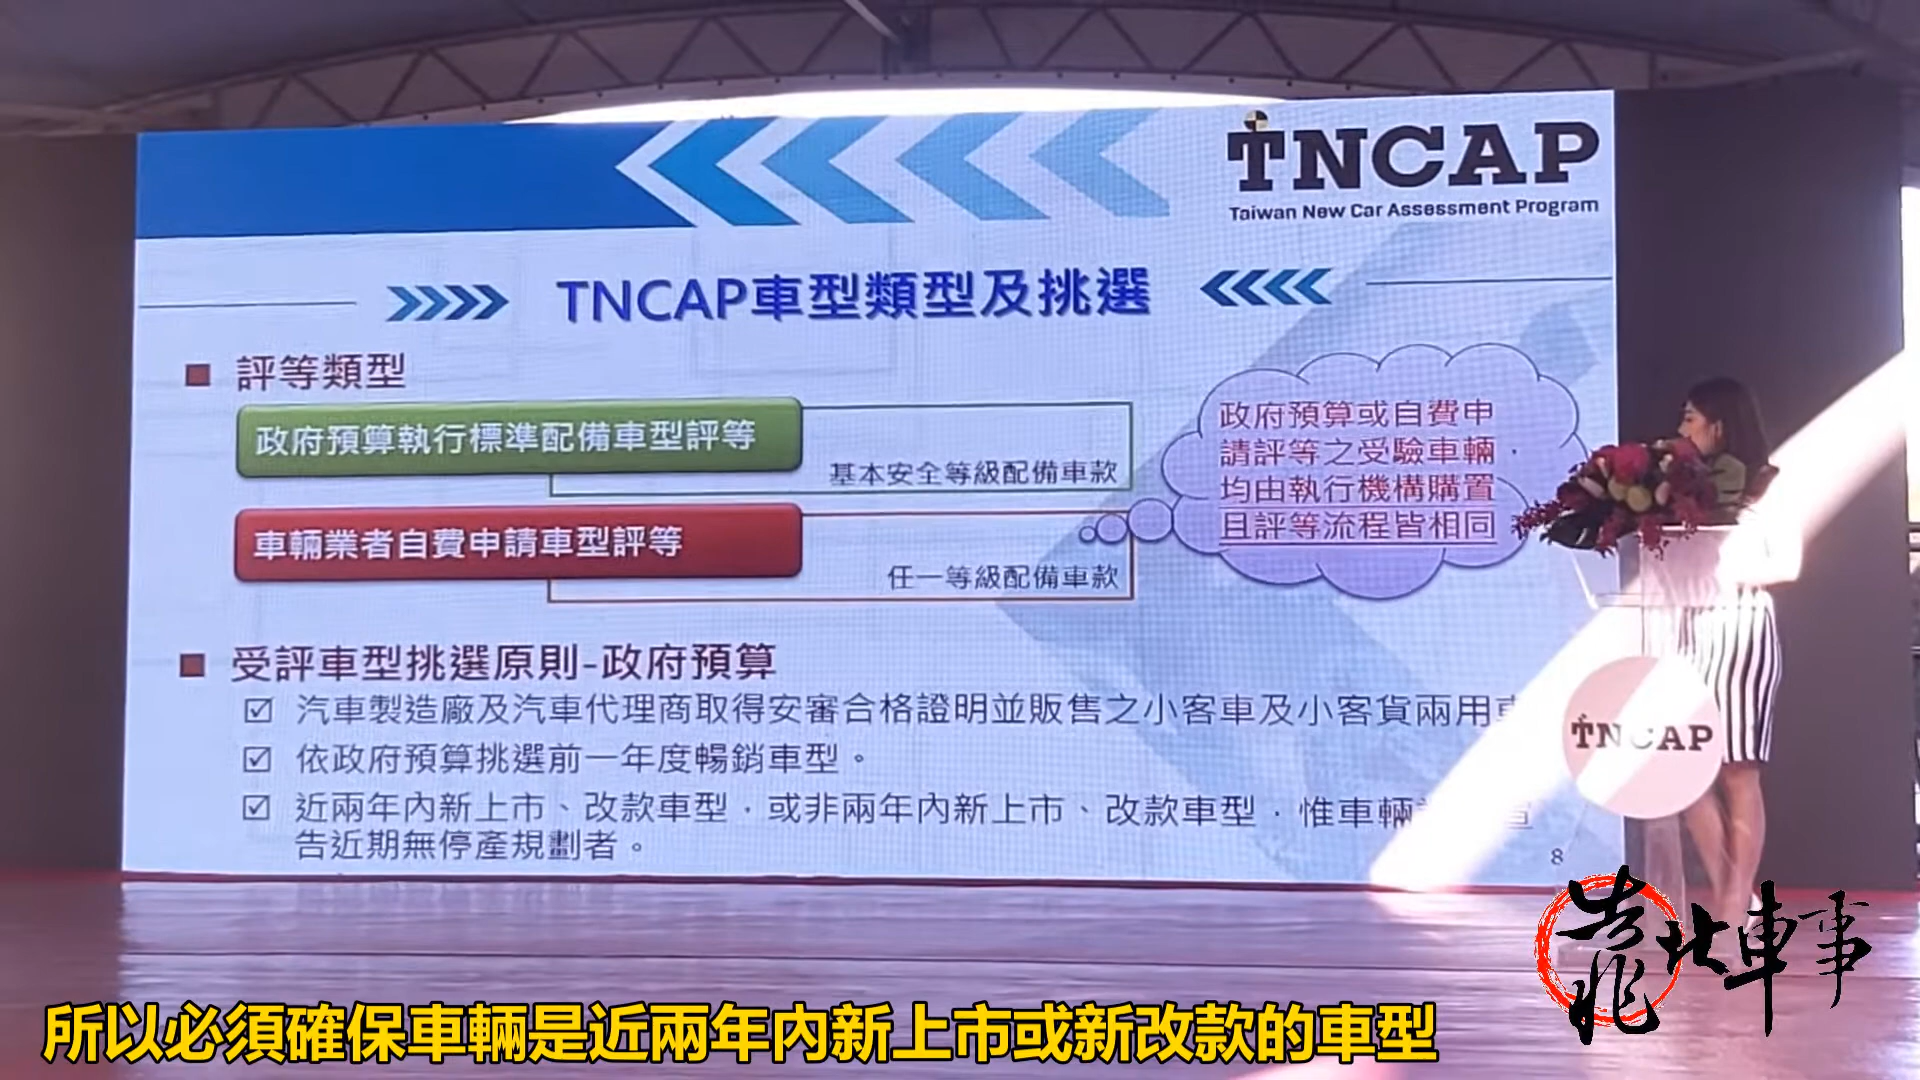 TNCAP
Taiwan New Car Assessment Program
TNCAP車型類型及挑選
評等類型
政府預算執行標準配備車型評等
基本安全等級配備車款
車輛業者自費申請車型評等
任一等級配備車款
政府預算或自費申
請評等之受驗車輛，
均由執行機構購置
且評等流程皆相同
受評車型挑選原則-政府預算
汽車製造廠及汽車代理商取得安審合格證明並販售之小客車及小客貨兩用車
依政府預算挑選前一年度暢銷車型。
近兩年內新上市、改款車型，或非兩年內新上市、改款車型，惟車輛
告近期無停產規劃者。
8
TNCAP
靠北車事
所以必須確保車輛是近兩年內新上市或新改款的車型